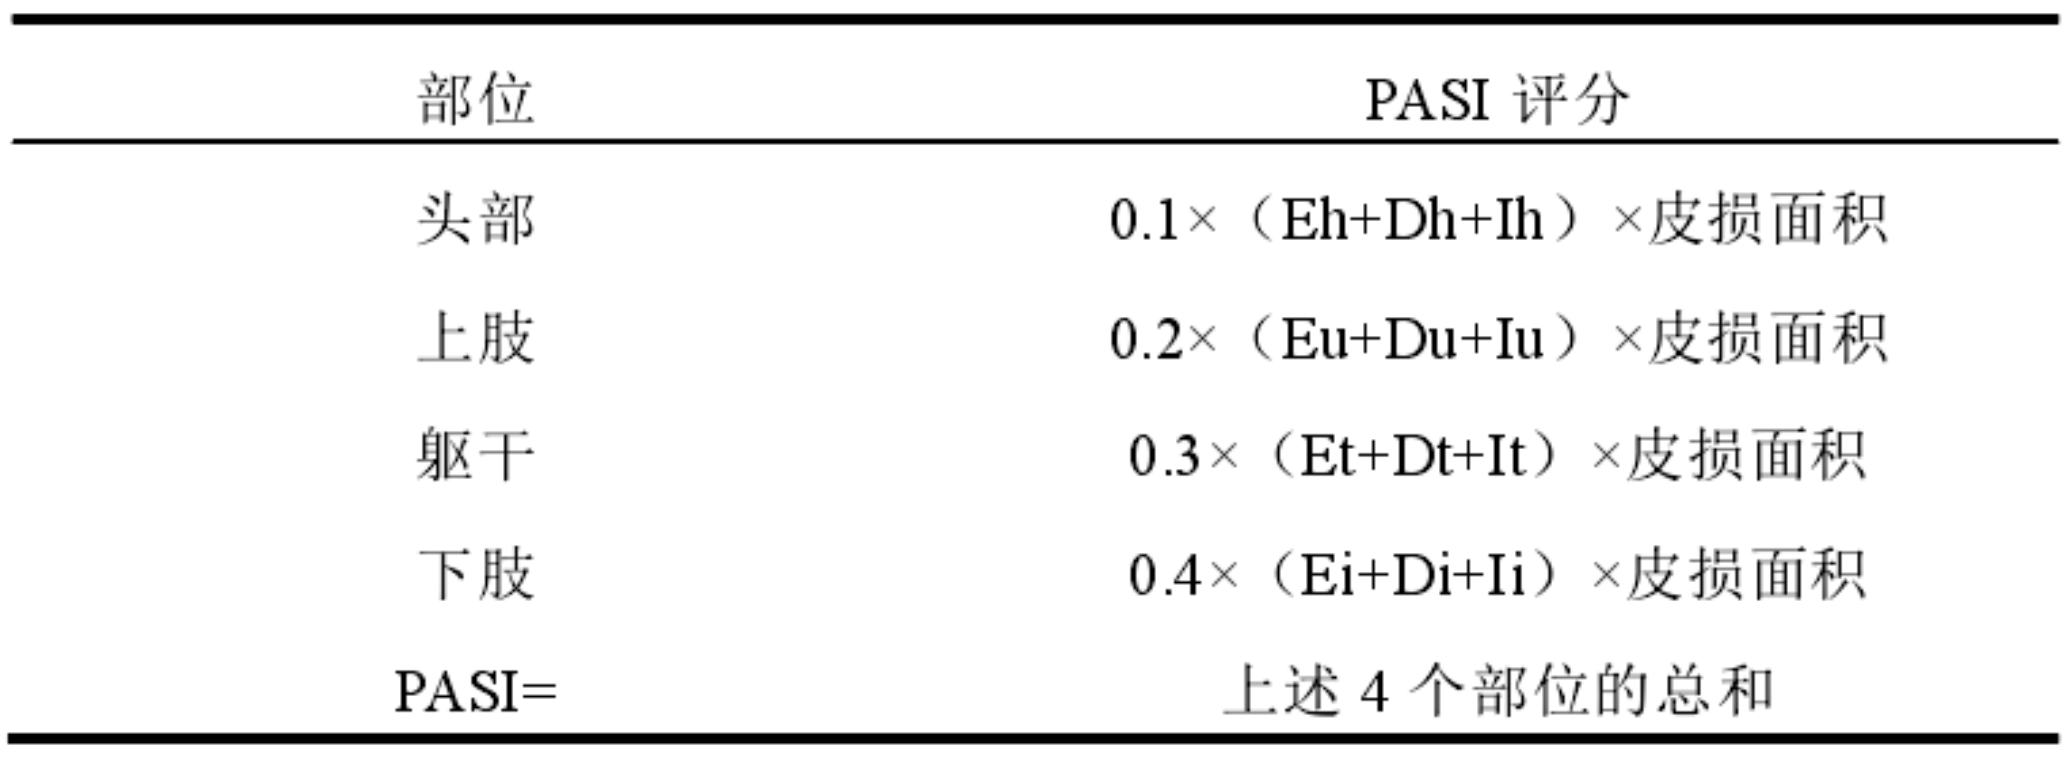 部位 PASI 评分
头部 0.1×（Eh+Dh+Ih）×皮损面积
上肢 0.2×（Eu+Du+Iu）×皮损面积
躯干 0.3×（Et+Dt+It）×皮损面积
下肢 0.4×（Ei+Di+Ii）×皮损面积
PASI= 上述 4 个部位的总和